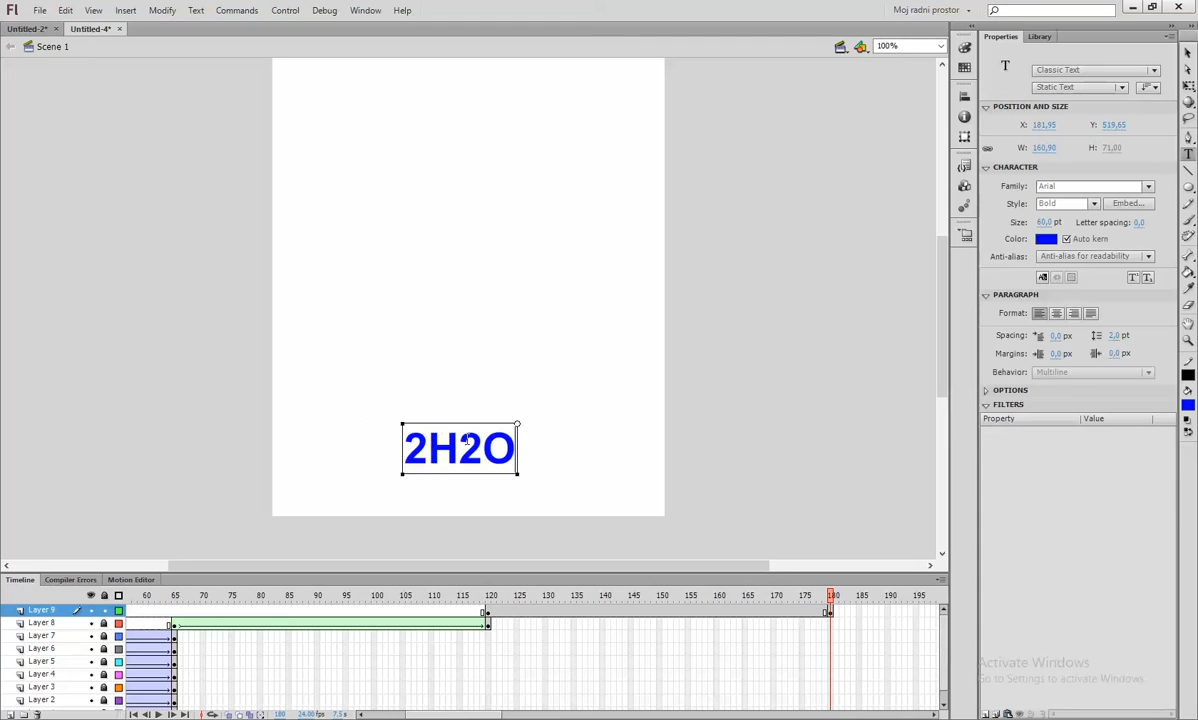 Fl File Edit View Insert Modify Text Commands Control Debug Window Help Moj radni prostor
Untitled-2* × Untitled-4* ×
Scene 1 100%
2H2O
Properties Library
T Classic Text
Static Text
POSITION AND SIZE
X: 181,95 Y: 519,65
W: 160,90 H: 71,00
CHARACTER
Family: Arial
Style: Bold Embed...
Size: 60,0 pt Letter spacing: 0,0
Color: Auto kern
Anti-alias: Anti-alias for readability
PARAGRAPH
Format:
Spacing: 0,0 px 2,0 pt
Margins: 0,0 px 0,0 px
Behavior: Multiline
OPTIONS
FILTERS
Property Value
Activate Windows
Go to Settings to activate Windows.
Timeline Compiler Errors Motion Editor
60 65 70 75 80 85 90 95 100 105 110 115 120 125 130 135 140 145 150 155 160 165 170 175 180 185 190 195
Layer 9
Layer 8
Layer 7
Layer 6
Layer 5
Layer 4
Layer 3
Layer 2
180 24.00 fps 7,5 s